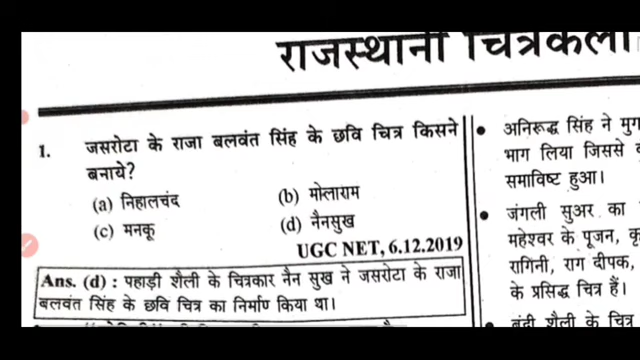 राजस्थानी चित्रकला
1. जसरोटा के राजा बलवंत सिंह के छवि चित्र किसने
बनाये?
(a) निहालचंद (b) मोलाराम
(c) मनकू (d) नैनसुख
UGC NET, 6.12.2019
Ans. (d) : पहाड़ी शैली के चित्रकार नैन सुख ने जसरोटा के राजा
बलवंत सिंह के छवि चित्र का निर्माण किया था।
• अनिरूद्ध सिंह ने मुग
भाग लिया जिससे
समाविष्ट हुआ।
• जंगली सुअर का
महेश्वर के पूजन, कृ
रागिनी, राग दीपक,
के प्रसिद्ध चित्र हैं।
• बूंदी शैली के चित्र